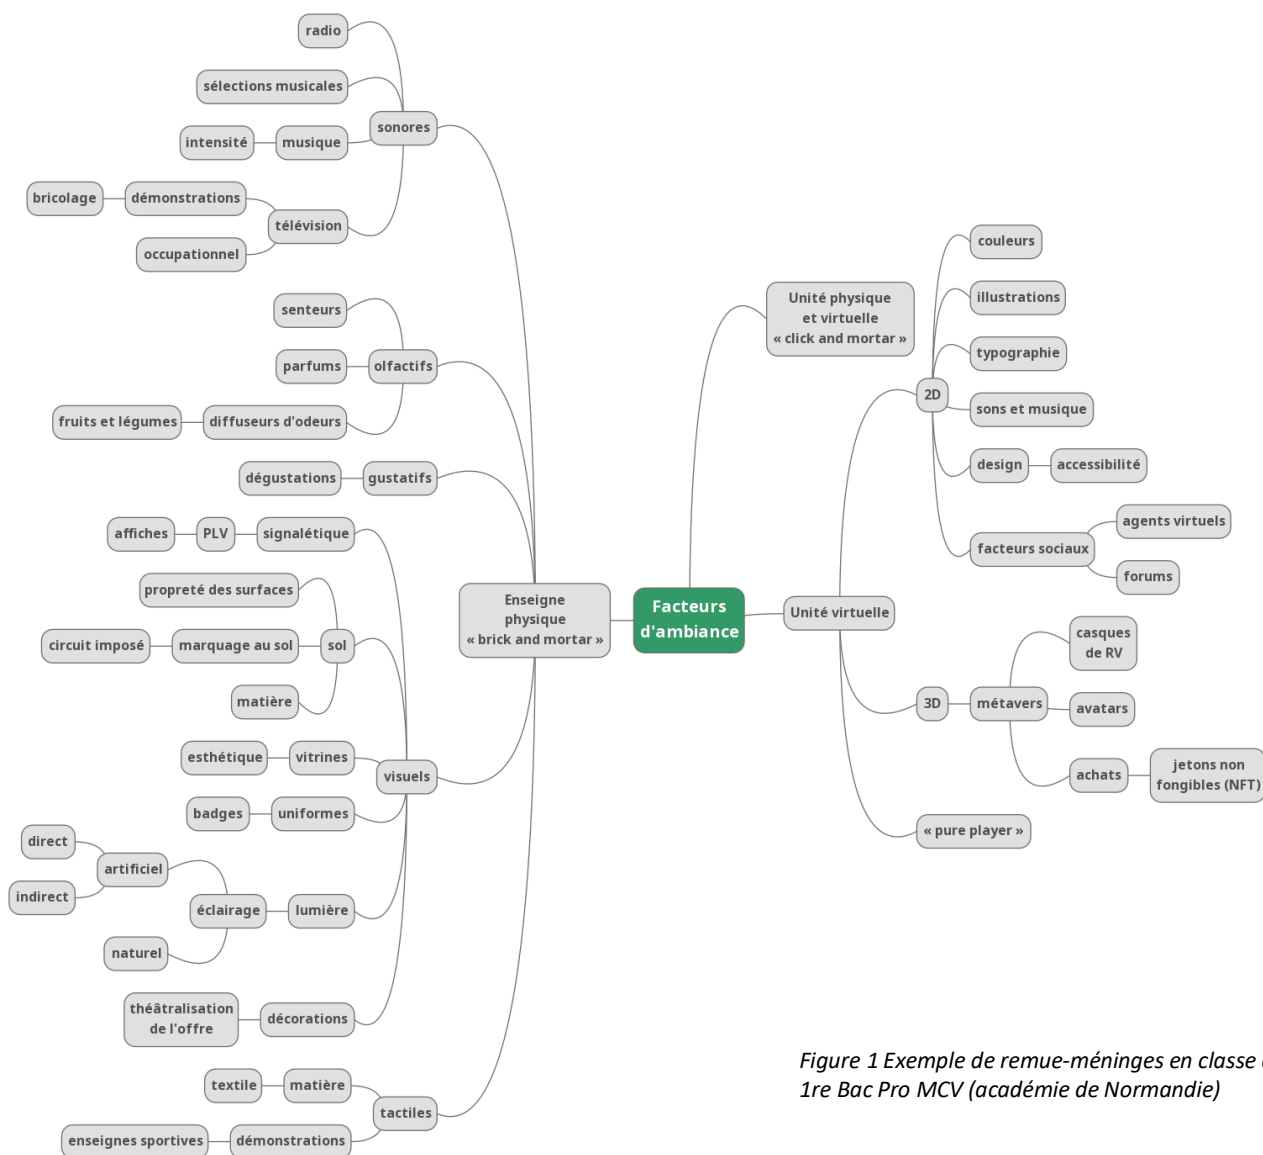 radio
sélections musicales
sonores
intensité
musique
bricolage
démonstrations
télévision
occupationnel
senteurs
parfums
olfactifs
fruits et légumes
diffuseurs d'odeurs
dégustations
gustatifs
affiches
PLV
signalétique
propreté des surfaces
circuit imposé
marquage au sol
sol
matière
esthétique
vitrines
visuels
badges
uniformes
direct
artificiel
indirect
éclairage
lumière
naturel
théâtralisation
de l'offre
décorations
textile
matière
tactiles
enseignes sportives
démonstrations
Enseigne
physique
« brick and mortar »
Facteurs
d'ambiance
Unité physique
et virtuelle
« click and mortar »
Unité virtuelle
2D
couleurs
illustrations
typographie
sons et musique
design
accessibilité
facteurs sociaux
agents virtuels
forums
3D
métavers
casques
de RV
avatars
achats
jetons non
fongibles (NFT)
« pure player »
Figure 1 Exemple de remue-méninges en classe
1re Bac Pro MCV (académie de Normandie)